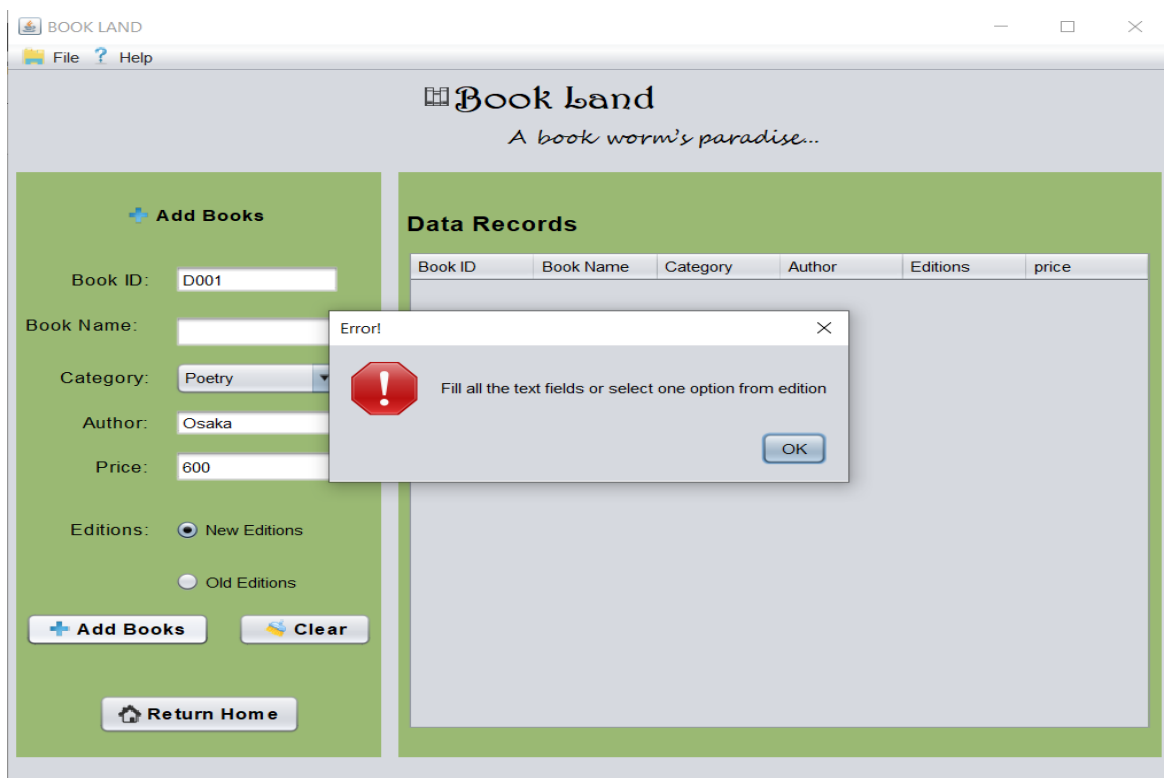 BOOK LAND
File Help
Book Land
A book worm's paradise...
Add Books
Book ID: D001
Book Name:
Category: Poetry
Author: Osaka
Price: 600
Editions: New Editions
Old Editions
Add Books Clear
Return Home
Data Records
Book ID Book Name Category Author Editions price
Error!
Fill all the text fields or select one option from edition
OK